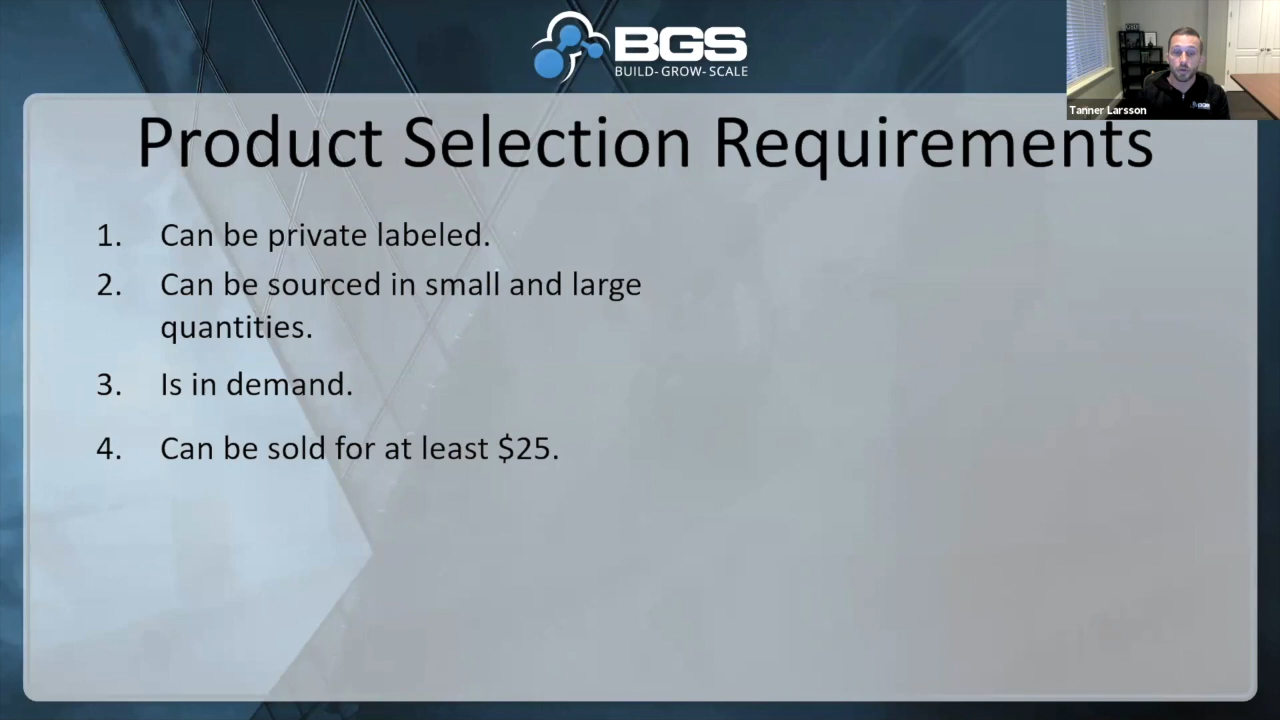 BGS
BUILD-GROW-SCALE
Tanner Larsson
Product Selection Requirements
1. Can be private labeled.
2. Can be sourced in small and large
quantities.
3. Is in demand.
4. Can be sold for at least $25.